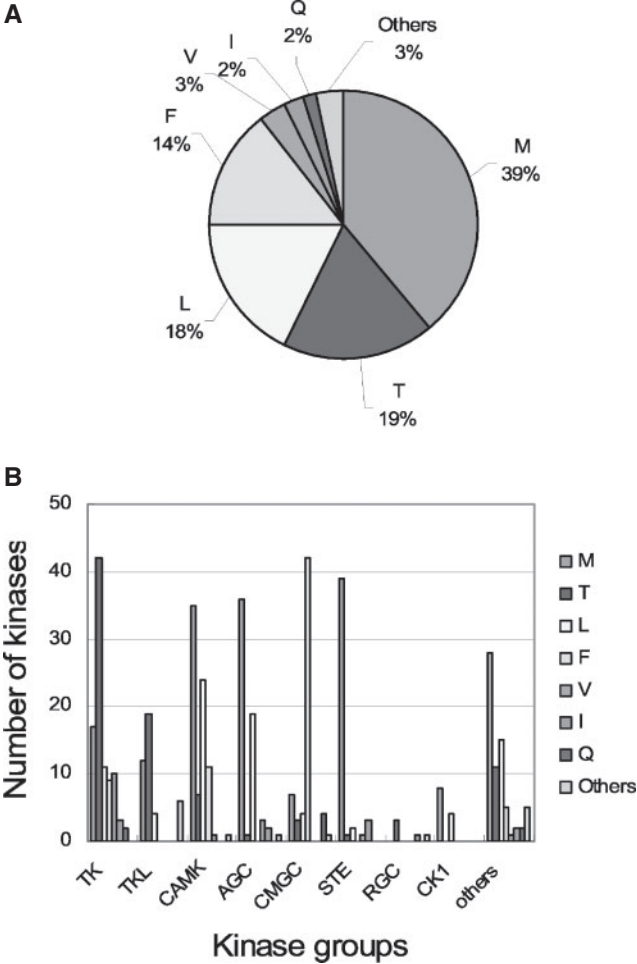 A
Q
2%
Others
3%
I
2%
V
3%
F
14%
M
39%
L
18%
T
19%
B
Number of kinases
50
40
30
20
10
0
TK
TKL
CAMK
AGC
CMGC
STE
RGC
CK1
others
Kinase groups
M
T
L
F
V
I
Q
Others